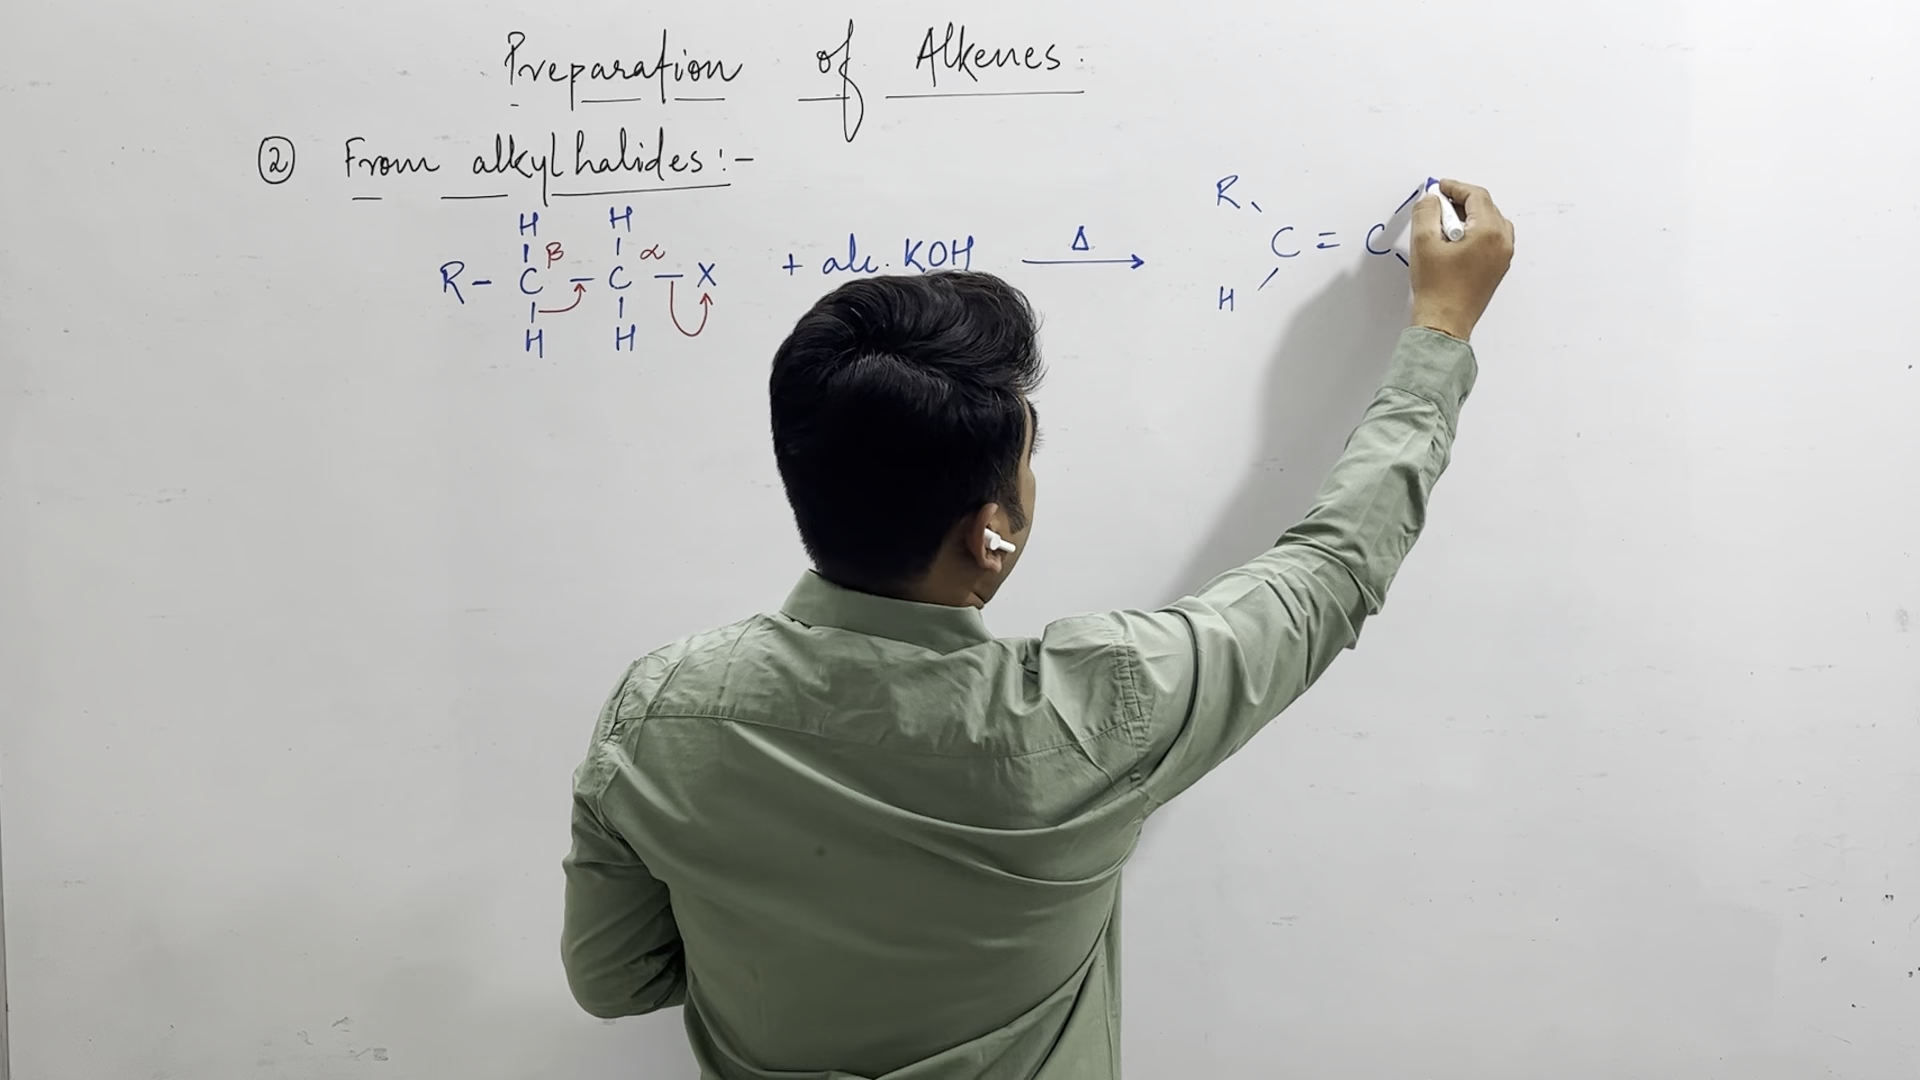 Preparation of Alkenes.
② From alkyl halides:-
H H
R - C β - C α - X + alc. KOH Δ →
H H
R
C = C
H